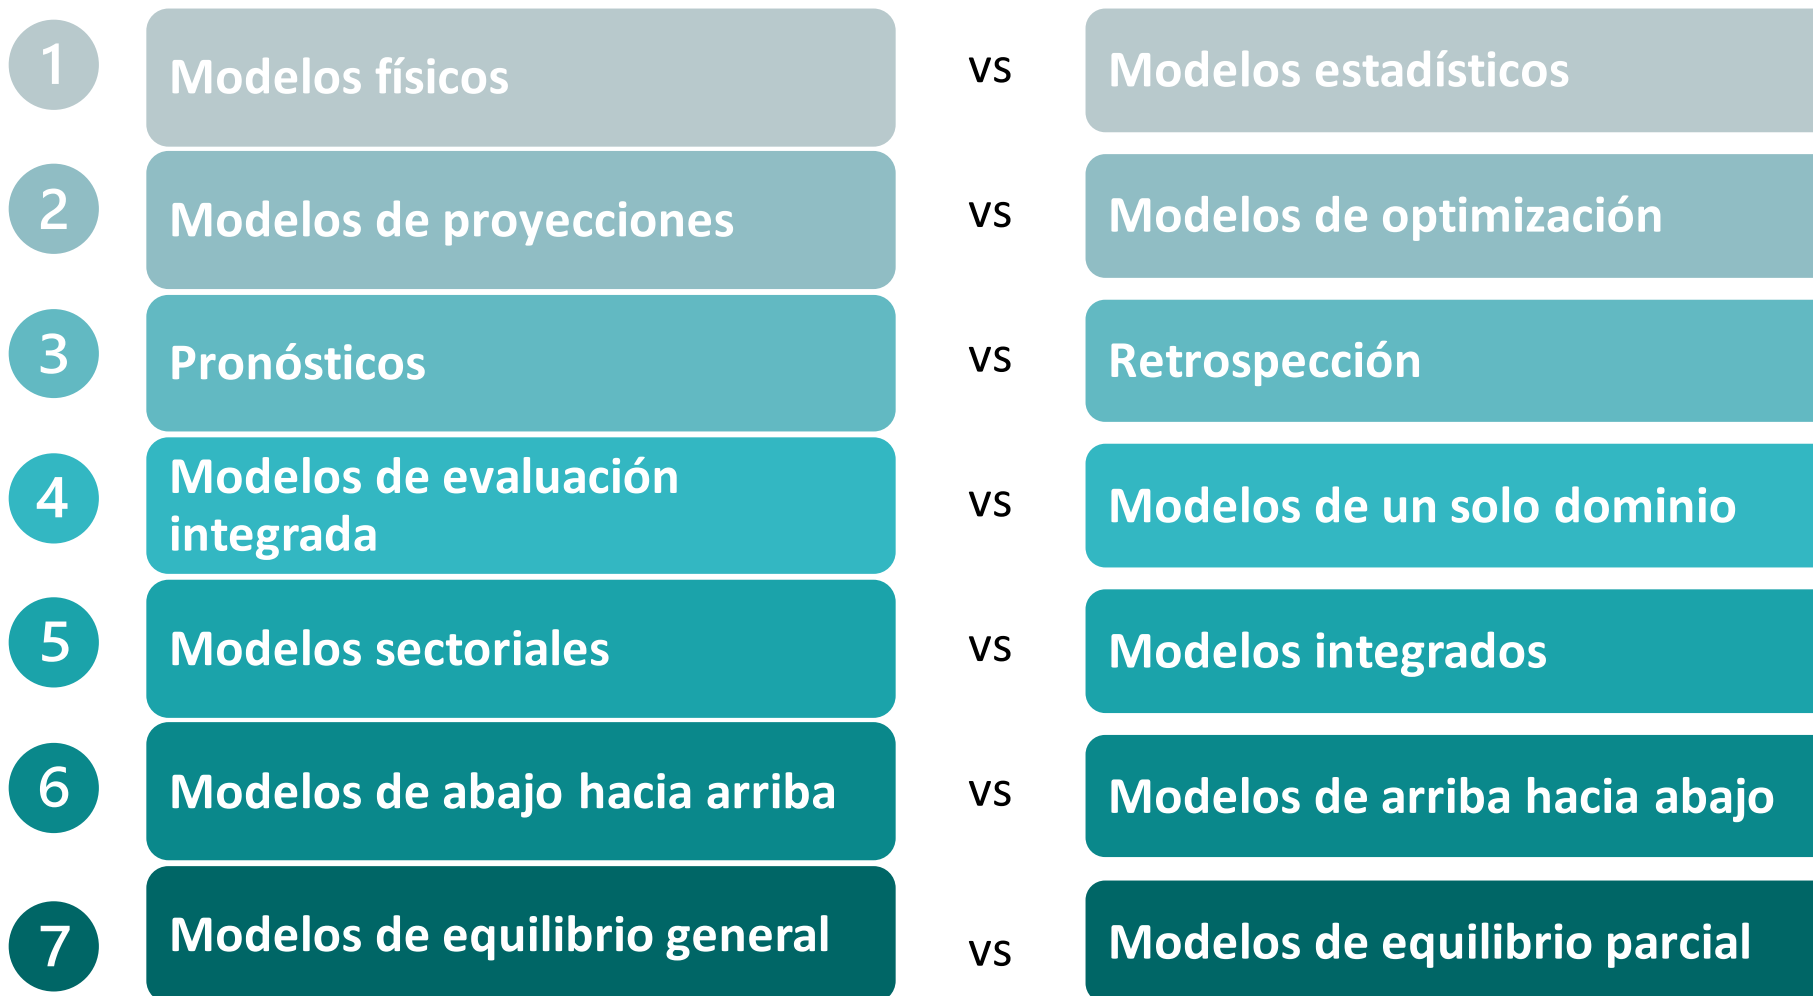 1 Modelos físicos vs Modelos estadísticos
2 Modelos de proyecciones vs Modelos de optimización
3 Pronósticos vs Retrospección
4 Modelos de evaluación
integrada vs Modelos de un solo dominio
5 Modelos sectoriales vs Modelos integrados
6 Modelos de abajo hacia arriba vs Modelos de arriba hacia abajo
7 Modelos de equilibrio general vs Modelos de equilibrio parcial